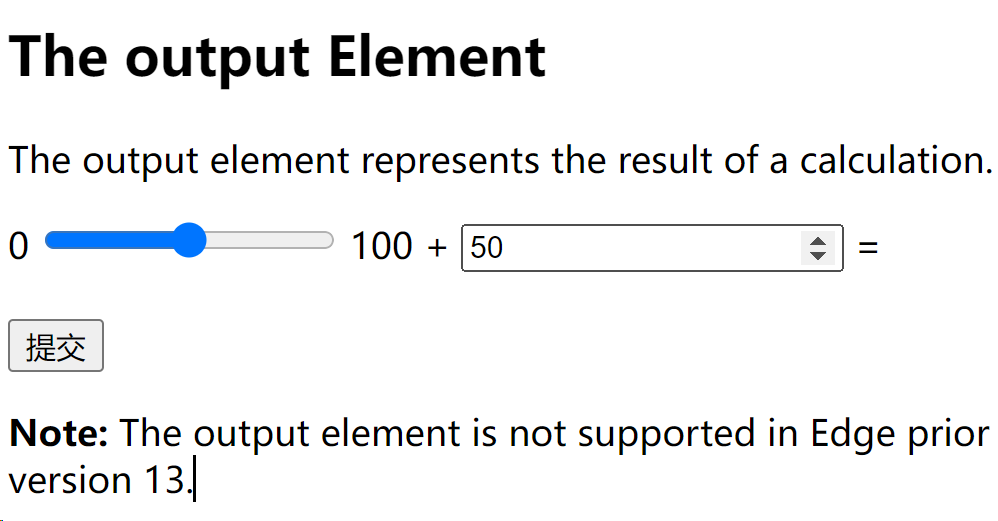 The output Element
The output element represents the result of a calculation.
0 100 + 50 =
提交
Note: The output element is not supported in Edge prior
version 13.